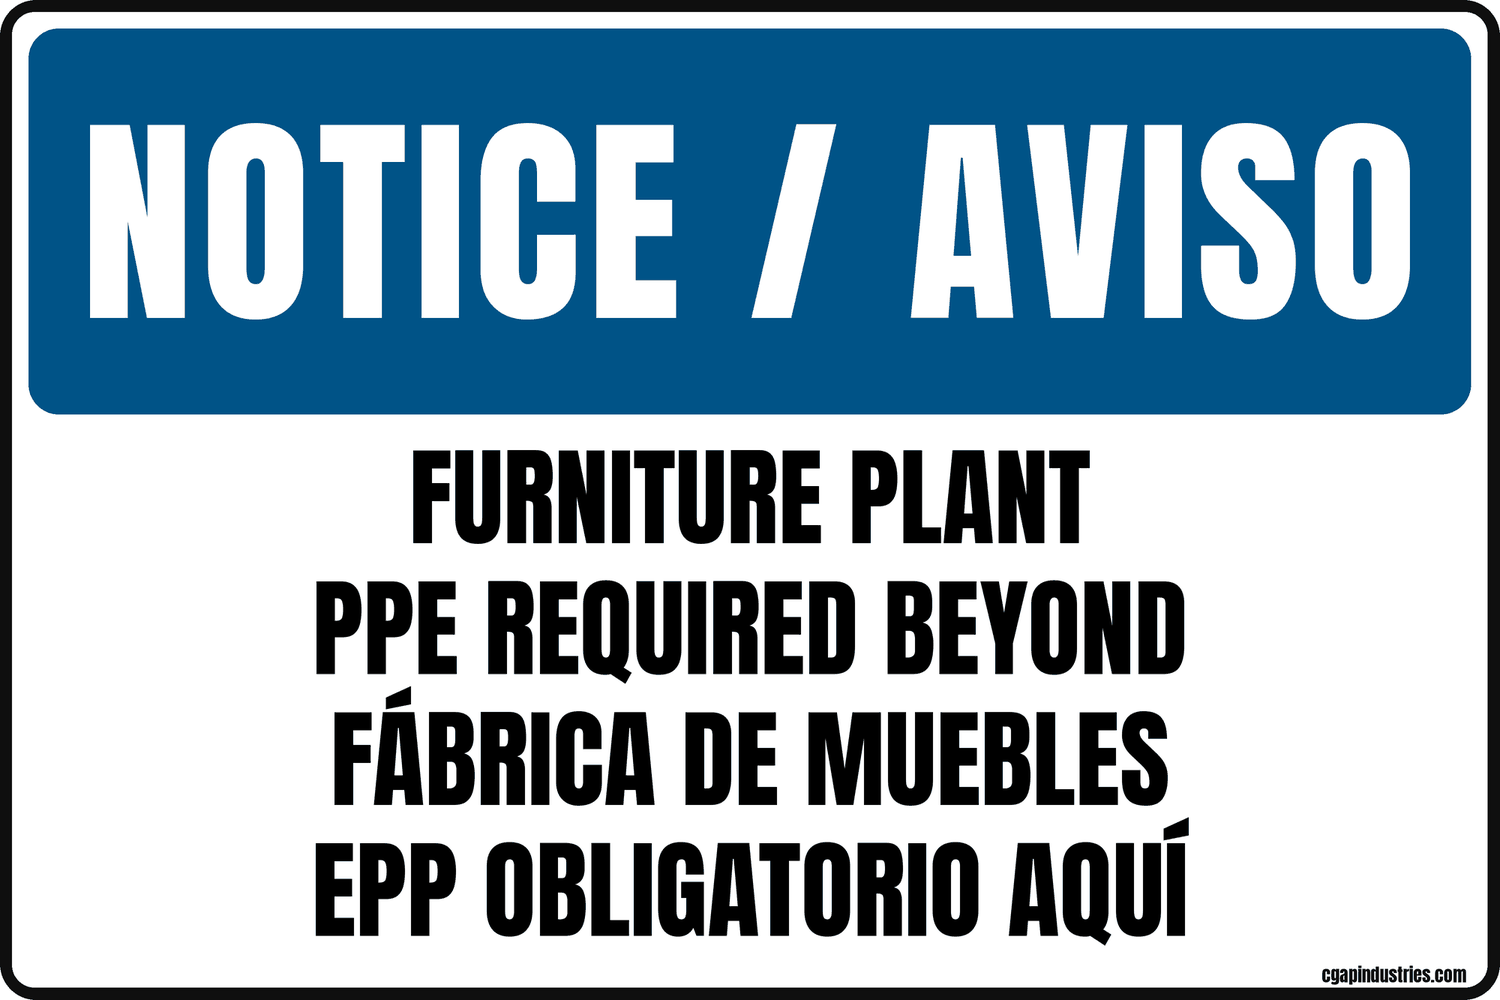 NOTICE / AVISO
FURNITURE PLANT
PPE REQUIRED BEYOND
FÁBRICA DE MUEBLES
EPP OBLIGATORIO AQUÍ
cgapindustries.com